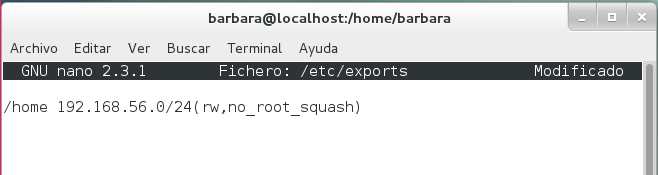 barbara@localhost:/home/barbara
Archivo Editar Ver Buscar Terminal Ayuda
GNU nano 2.3.1 Fichero: /etc/exports Modificado
/home 192.168.56.0/24(rw,no_root_squash)